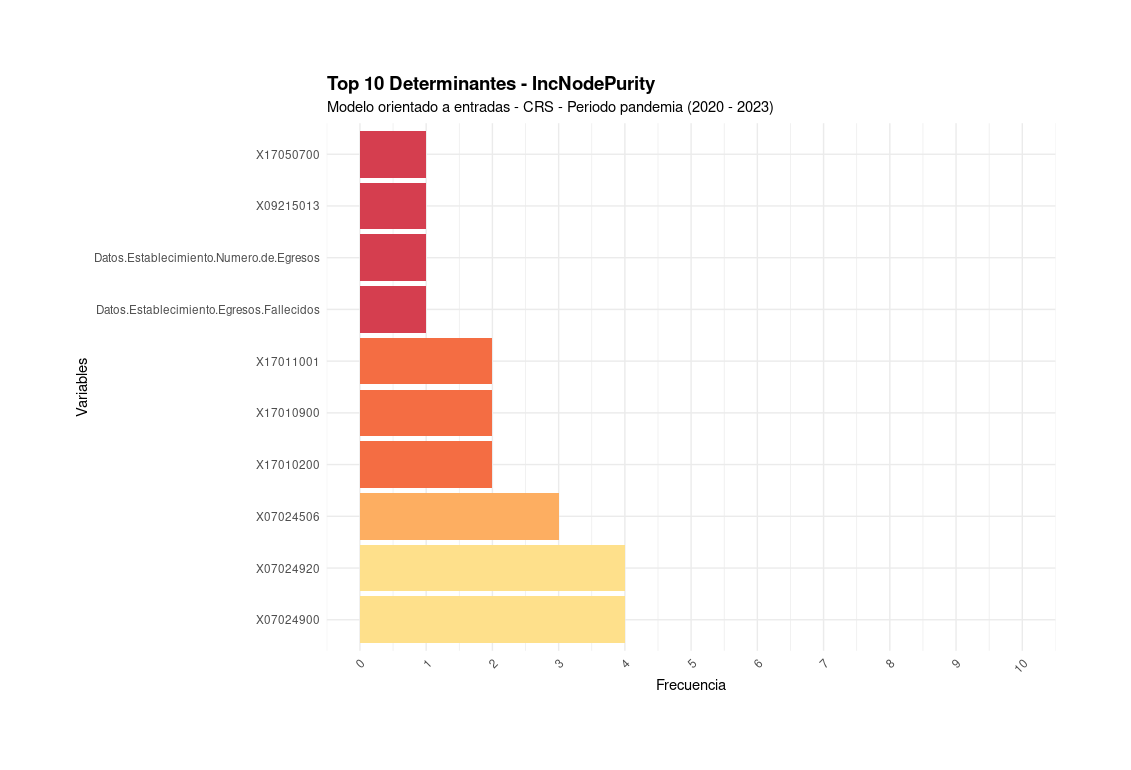 Top 10 Determinantes - IncNodePurity
Modelo orientado a entradas - CRS - Periodo pandemia (2020 - 2023)
X17050700
X09215013
Datos.Establecimiento.Numero.de.Egresos
Datos.Establecimiento.Egresos.Fallecidos
X17011001
X17010900
X17010200
X07024506
X07024920
X07024900
Variables
0 1 2 3 4 5 6 7 8 9 10
Frecuencia